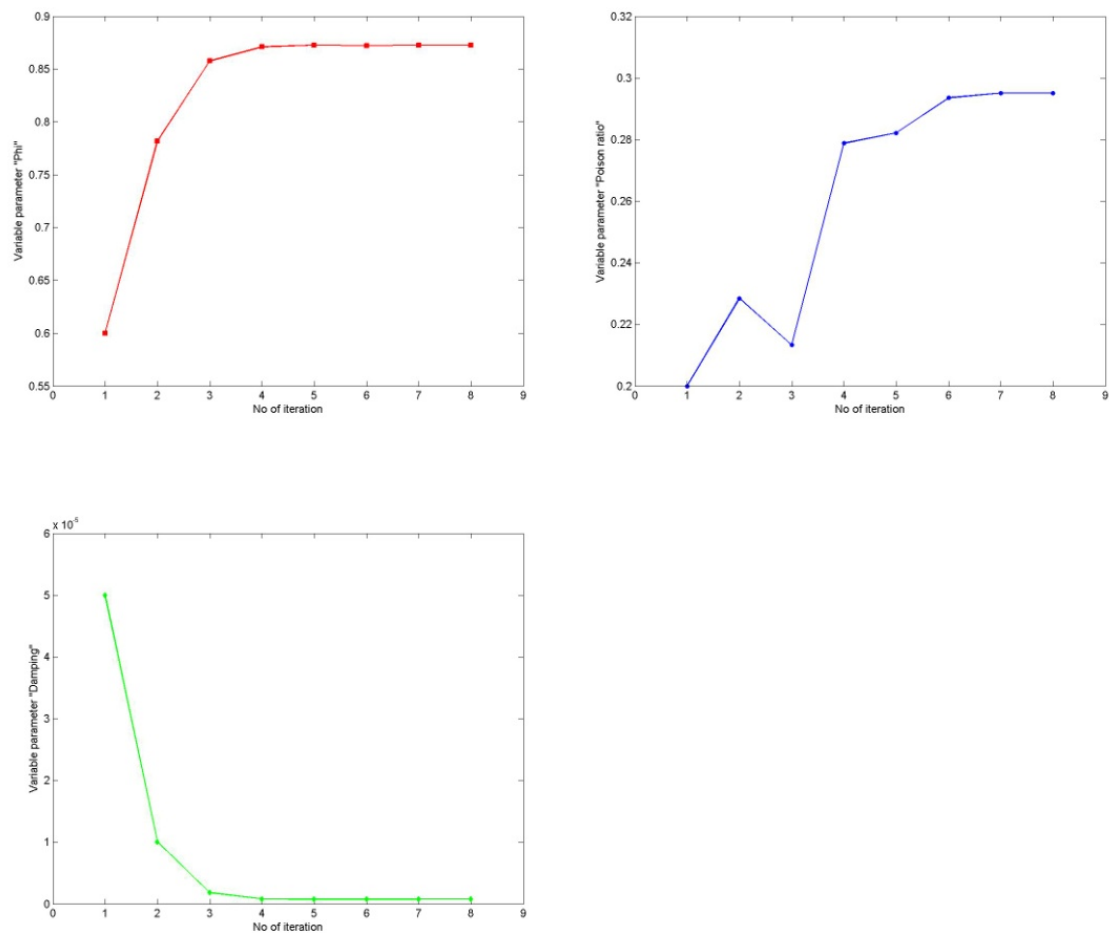 0.9
0.85
0.8
0.75
0.7
0.65
0.6
0.55
Variable parameter "Phi"
0 1 2 3 4 5 6 7 8 9
No of iteration
0.32
0.3
0.28
0.26
0.24
0.22
0.2
Variable parameter "Poison ratio"
0 1 2 3 4 5 6 7 8 9
No of iteration
x 10-5
6
5
4
3
2
1
0
Variable parameter "Damping"
0 1 2 3 4 5 6 7 8 9
No of iteration